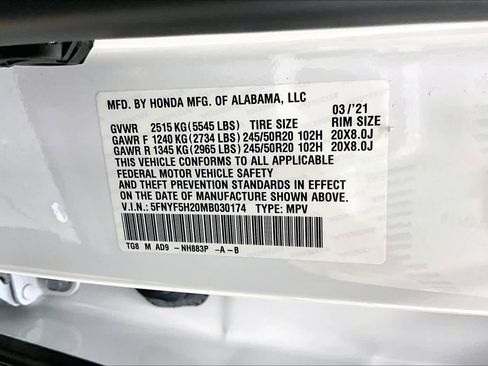 MFD. BY HONDA MFG. OF ALABAMA, LLC 03/'21
GVWR 2515 KG (5545 LBS) TIRE SIZE RIM SIZE
GAWR F 1240 KG (2734 LBS) 245/50R20 102H 20X8.0J
GAWR R 1345 KG (2965 LBS) 245/50R20 102H 20X8.0J
THIS VEHICLE CONFORMS TO ALL APPLICABLE
FEDERAL MOTOR VEHICLE SAFETY
AND THEFT PREVENTION STANDARDS IN EFFECT
ON THE DATE OF MANUFACTURE SHOWN ABOVE.
V.I.N.: 5FNYF5H20MB030174 TYPE: MPV
TG8 M AD9 - NH883P -A-B